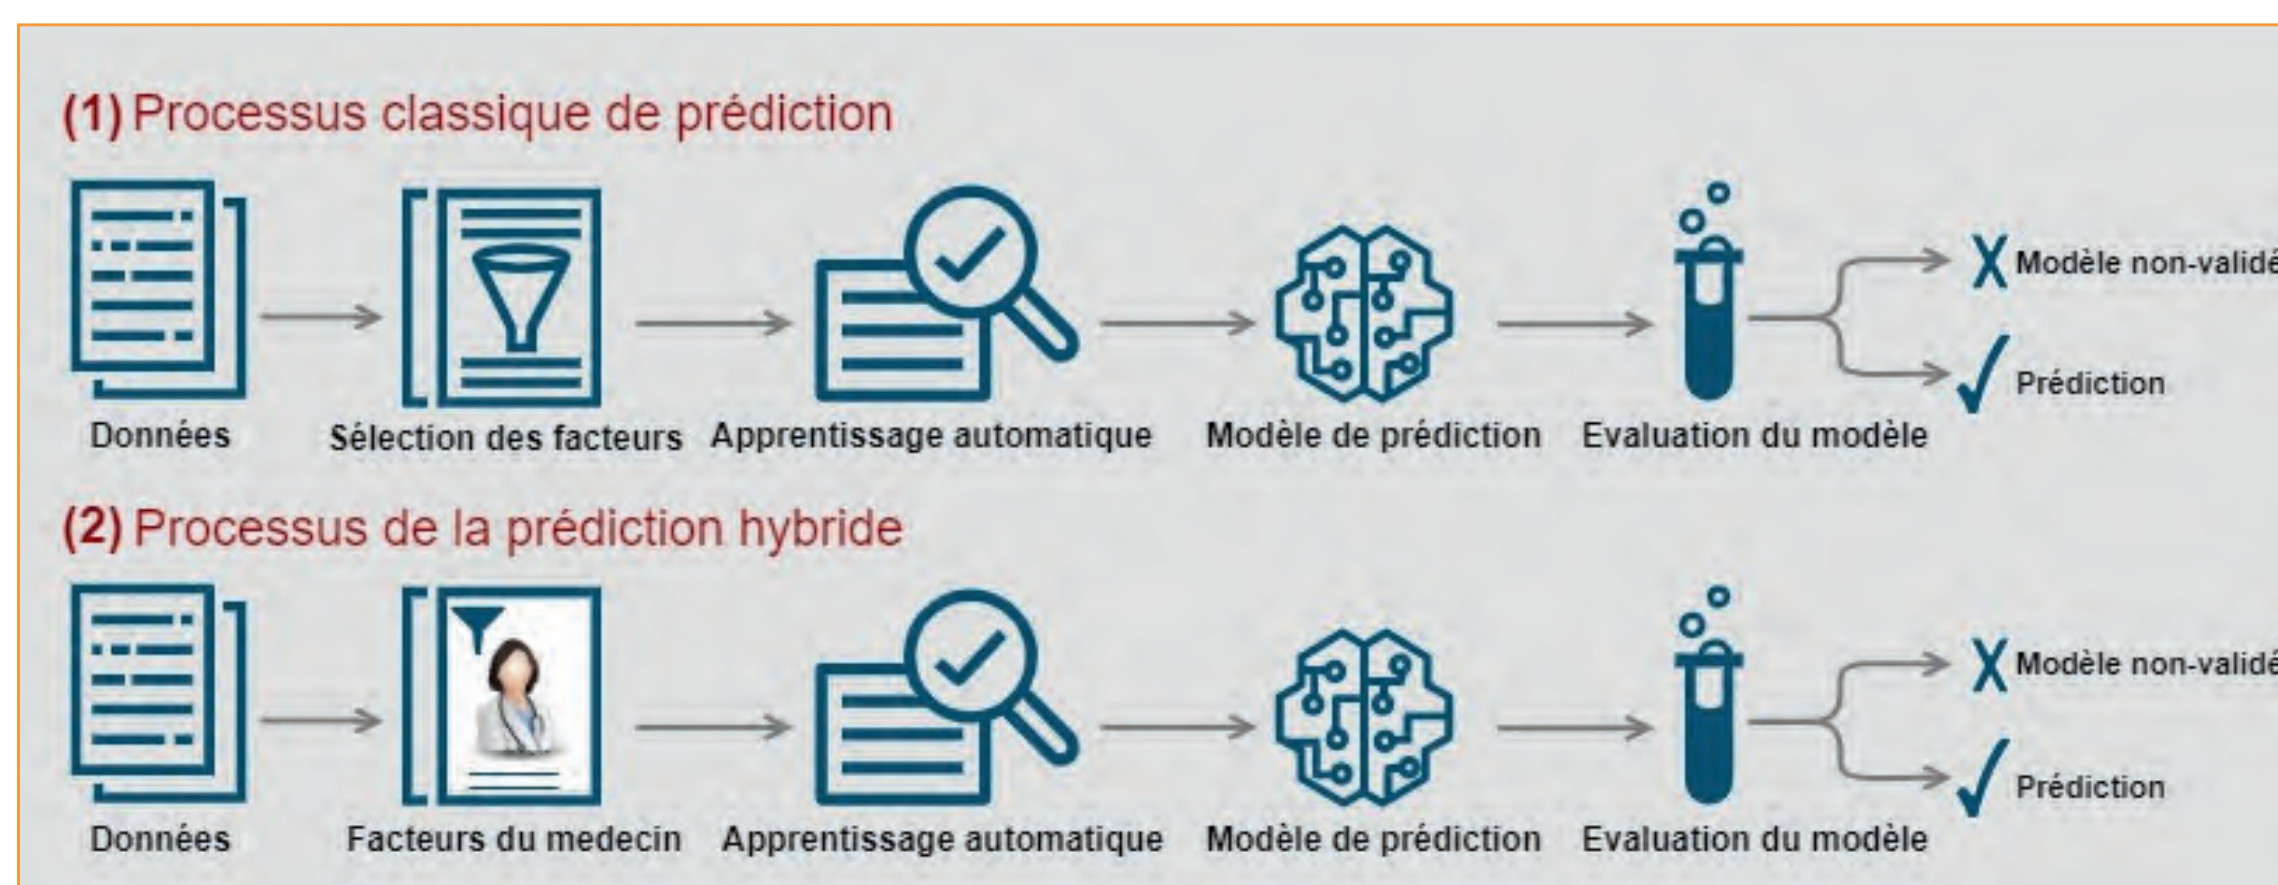 (1) Processus classique de prédiction
X Modèle non-validé
Prédiction
Données Sélection des facteurs Apprentissage automatique Modèle de prédiction Evaluation du modèle
(2) Processus de la prédiction hybride
X Modèle non-validé
Prédiction
Données Facteurs du medecin Apprentissage automatique Modèle de prédiction Evaluation du modèle